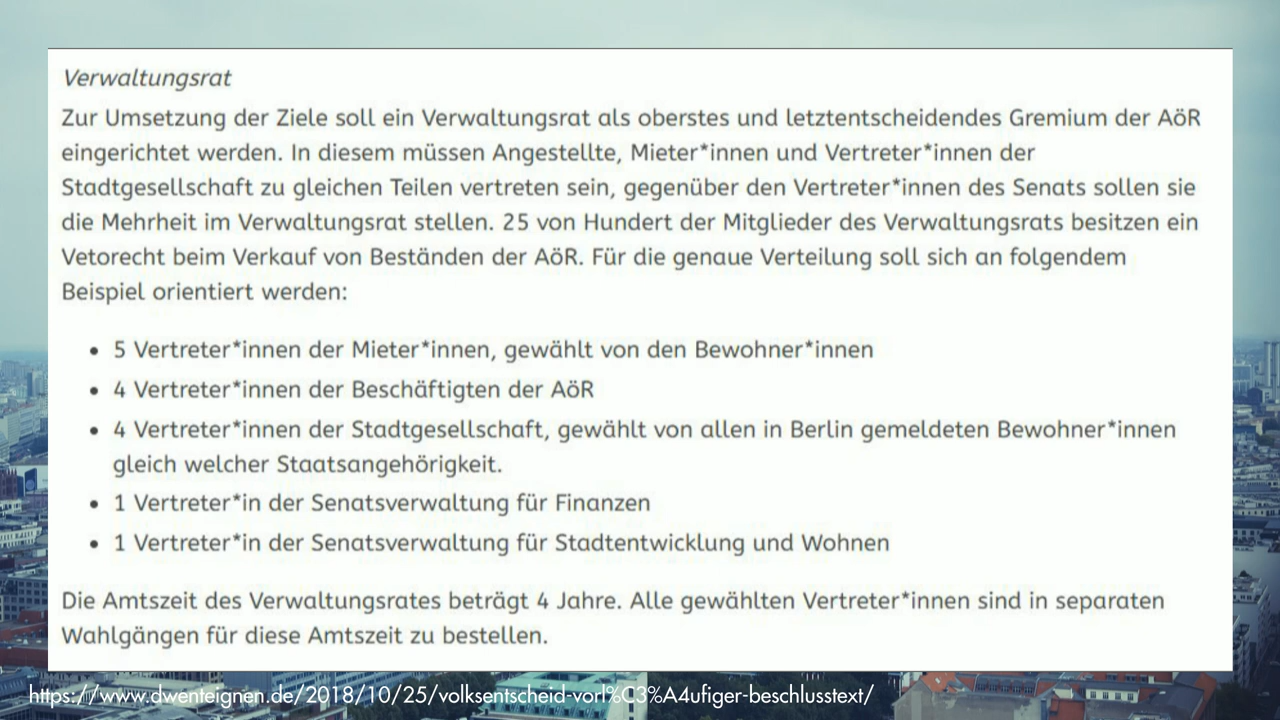 Verwaltungsrat
Zur Umsetzung der Ziele soll ein Verwaltungsrat als oberstes und letztentscheidendes Gremium der AöR
eingerichtet werden. In diesem müssen Angestellte, Mieter*innen und Vertreter*innen der
Stadtgesellschaft zu gleichen Teilen vertreten sein, gegenüber den Vertreter*innen des Senats sollen sie
die Mehrheit im Verwaltungsrat stellen. 25 von Hundert der Mitglieder des Verwaltungsrats besitzen ein
Vetorecht beim Verkauf von Beständen der AöR. Für die genaue Verteilung soll sich an folgendem
Beispiel orientiert werden:
• 5 Vertreter*innen der Mieter*innen, gewählt von den Bewohner*innen
• 4 Vertreter*innen der Beschäftigten der AöR
• 4 Vertreter*innen der Stadtgesellschaft, gewählt von allen in Berlin gemeldeten Bewohner*innen
gleich welcher Staatsangehörigkeit.
• 1 Vertreter*in der Senatsverwaltung für Finanzen
• 1 Vertreter*in der Senatsverwaltung für Stadtentwicklung und Wohnen
Die Amtszeit des Verwaltungsrates beträgt 4 Jahre. Alle gewählten Vertreter*innen sind in separaten
Wahlgängen für diese Amtszeit zu bestellen.
https://www.dwenteignen.de/2018/10/25/volksentscheid-vorl%C3%A4ufiger-beschlusstext/